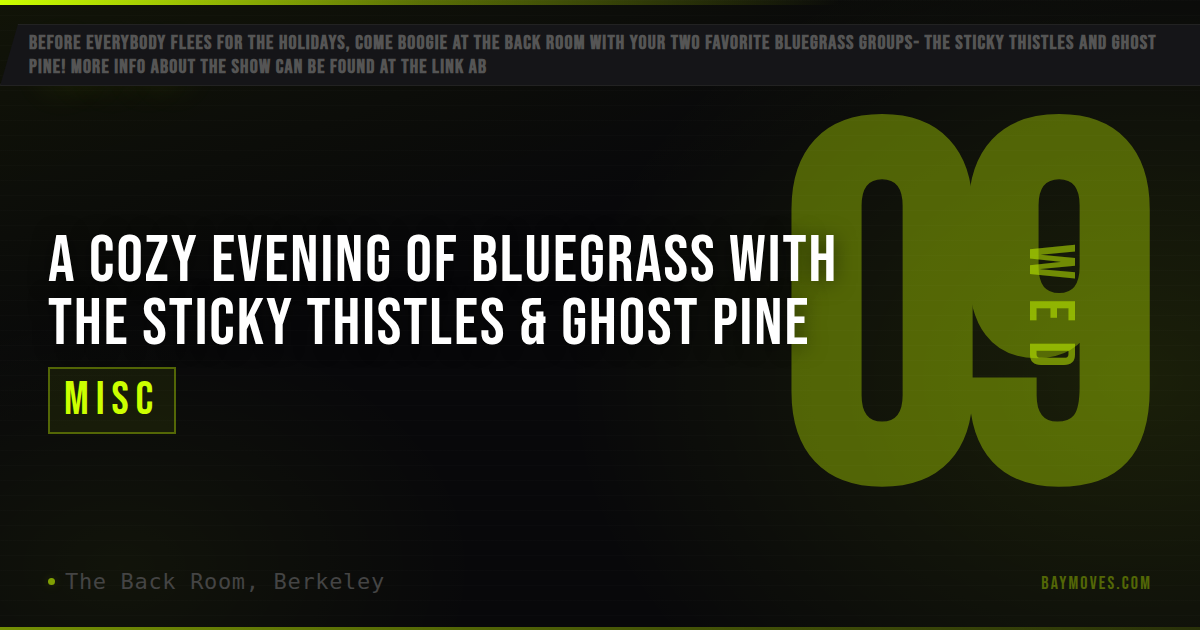 BEFORE EVERYBODY FLEES FOR THE HOLIDAYS, COME BOOGIE AT THE BACK ROOM WITH YOUR TWO FAVORITE BLUEGRASS GROUPS- THE STICKY THISTLES AND GHOST
PINE! MORE INFO ABOUT THE SHOW CAN BE FOUND AT THE LINK AB
09
WED
A COZY EVENING OF BLUEGRASS WITH
THE STICKY THISTLES & GHOST PINE
MISC
The Back Room, Berkeley
BAYMOVES.COM